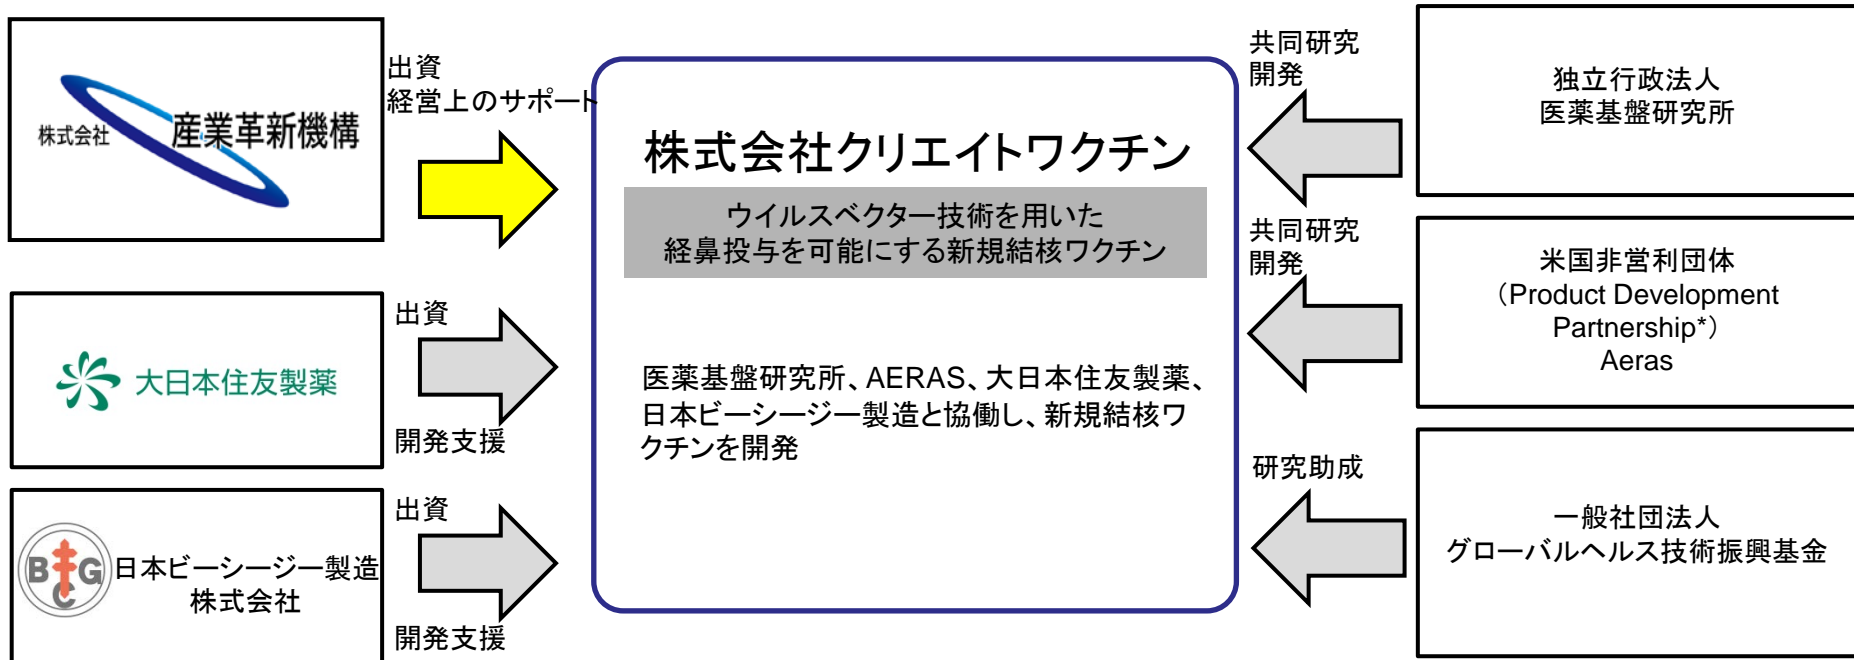 株式会社 産業革新機構
出資
経営上のサポート
大日本住友製薬
出資
開発支援
BCG
日本ビーシージー製造
株式会社
出資
開発支援
株式会社クリエイトワクチン
ウイルスベクター技術を用いた
経鼻投与を可能にする新規結核ワクチン
医薬基盤研究所、AERAS、大日本住友製薬、
日本ビーシージー製造と協働し、新規結核ワ
クチンを開発
共同研究
開発
独立行政法人
医薬基盤研究所
共同研究
開発
米国非営利団体
（Product Development
Partnership*）
Aeras
研究助成
一般社団法人
グローバルヘルス技術振興基金